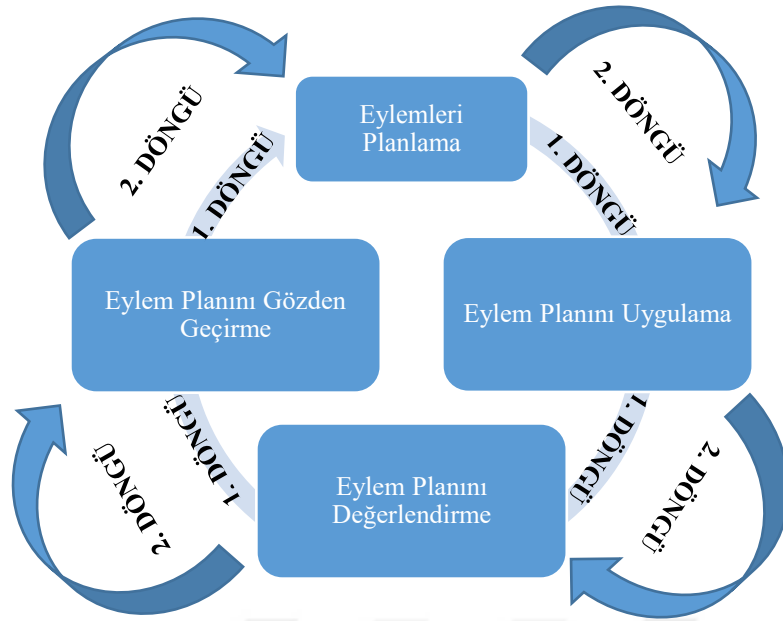 2. DÖNGÜ
2. DÖNGÜ
Eylemleri
Planlama
1. DÖNGÜ
1. DÖNGÜ
Eylem Planını Gözden
Geçirme
Eylem Planını Uygulama
1. DÖNGÜ
1. DÖNGÜ
2. DÖNGÜ
2. DÖNGÜ
Eylem Planını
Değerlendirme